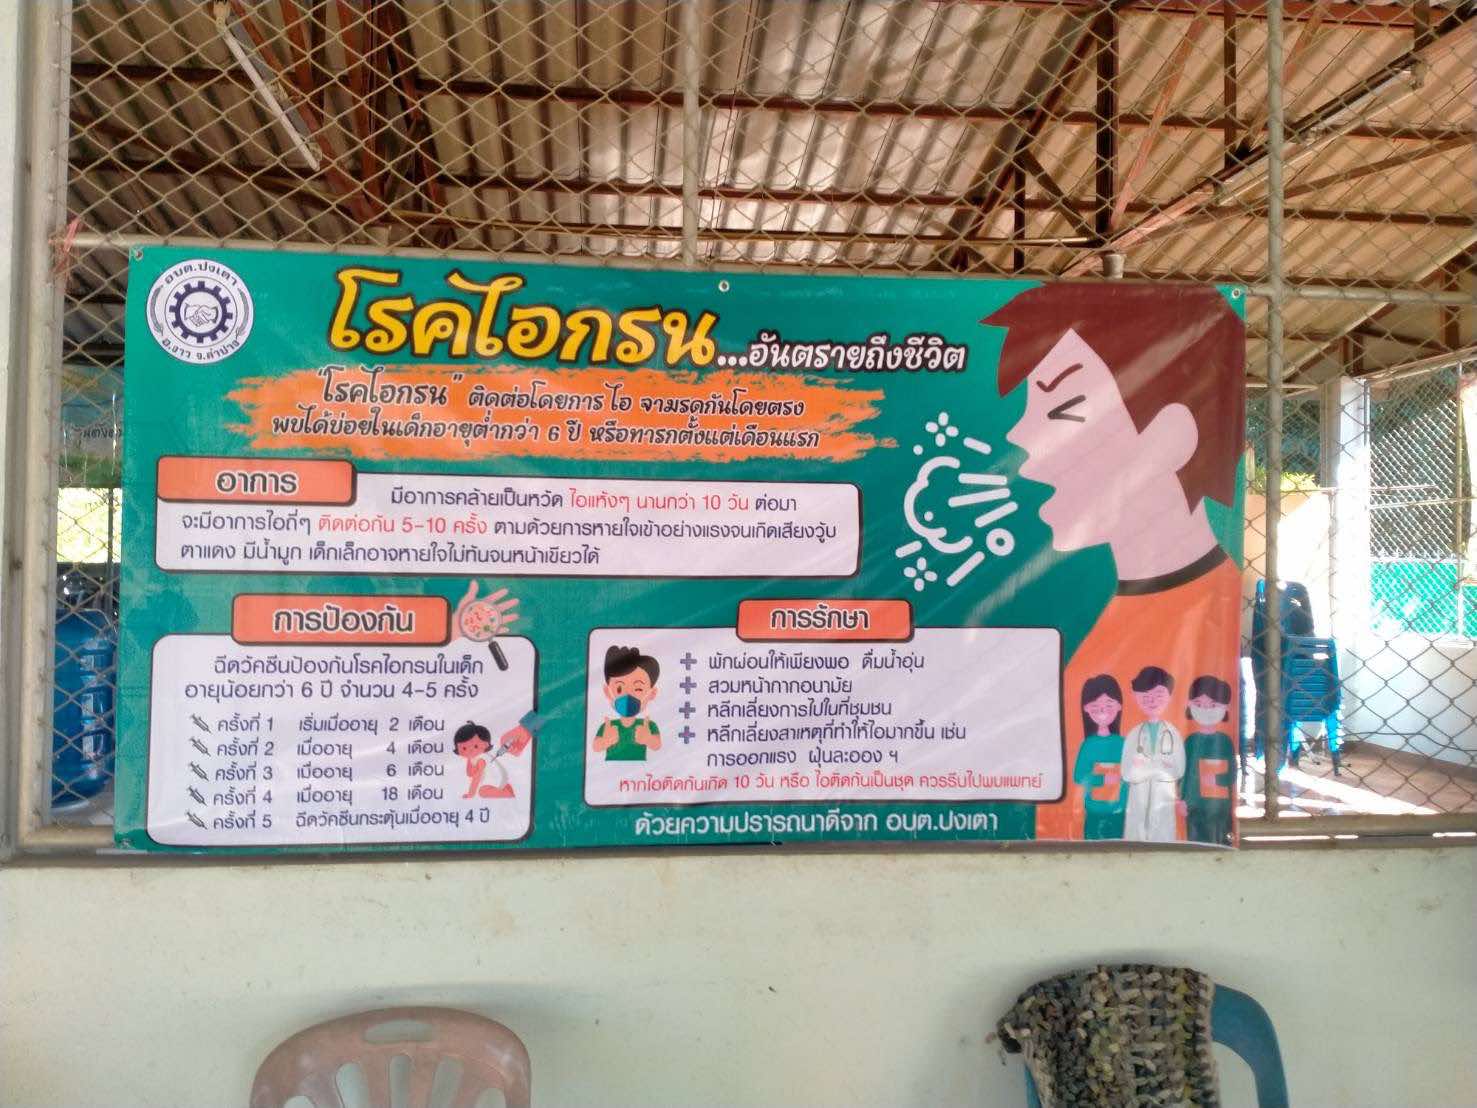 อบต.ปงเตา
อ.งาว จ.ลำปาง
โรคไอกรน...อันตรายถึงชีวิต
"โรคไอกรน" ติดต่อโดยการ ไอ จามรดกันโดยตรง
พบได้บ่อยในเด็กอายุต่ำกว่า 6 ปี หรือทารกตั้งแต่เดือนแรก
อาการ
มีอาการคล้ายเป็นหวัด ไอแห้งๆ นานกว่า 10 วัน ต่อมา
จะมีอาการไอถี่ๆ ติดต่อกัน 5-10 ครั้ง ตามด้วยการหายใจเข้าอย่างแรงจนเกิดเสียงวู้บ
ตาแดง มีน้ำมูก เด็กเล็กอาจหายใจไม่ทันจนหน้าเขียวได้
การป้องกัน
ฉีดวัคซีนป้องกันโรคไอกรนในเด็ก
อายุน้อยกว่า 6 ปี จำนวน 4-5 ครั้ง
ครั้งที่ 1 เริ่มเมื่ออายุ 2 เดือน
ครั้งที่ 2 เมื่ออายุ 4 เดือน
ครั้งที่ 3 เมื่ออายุ 6 เดือน
ครั้งที่ 4 เมื่ออายุ 18 เดือน
ครั้งที่ 5 ฉีดวัคซีนกระตุ้นเมื่ออายุ 4 ปี
การรักษา
พักผ่อนให้เพียงพอ ดื่มน้ำอุ่น
สวมหน้ากากอนามัย
หลีกเลี่ยงการไปในที่ชุมชน
หลีกเลี่ยงสาเหตุที่ทำให้ไอมากขึ้น เช่น
การออกแรง ฝุ่นละออง ฯ
หากไอติดกันเกิด 10 วัน หรือ ไอติดกันเป็นชุด ควรรีบไปพบแพทย์
ด้วยความปรารถนาดีจาก อบต.ปงเตา